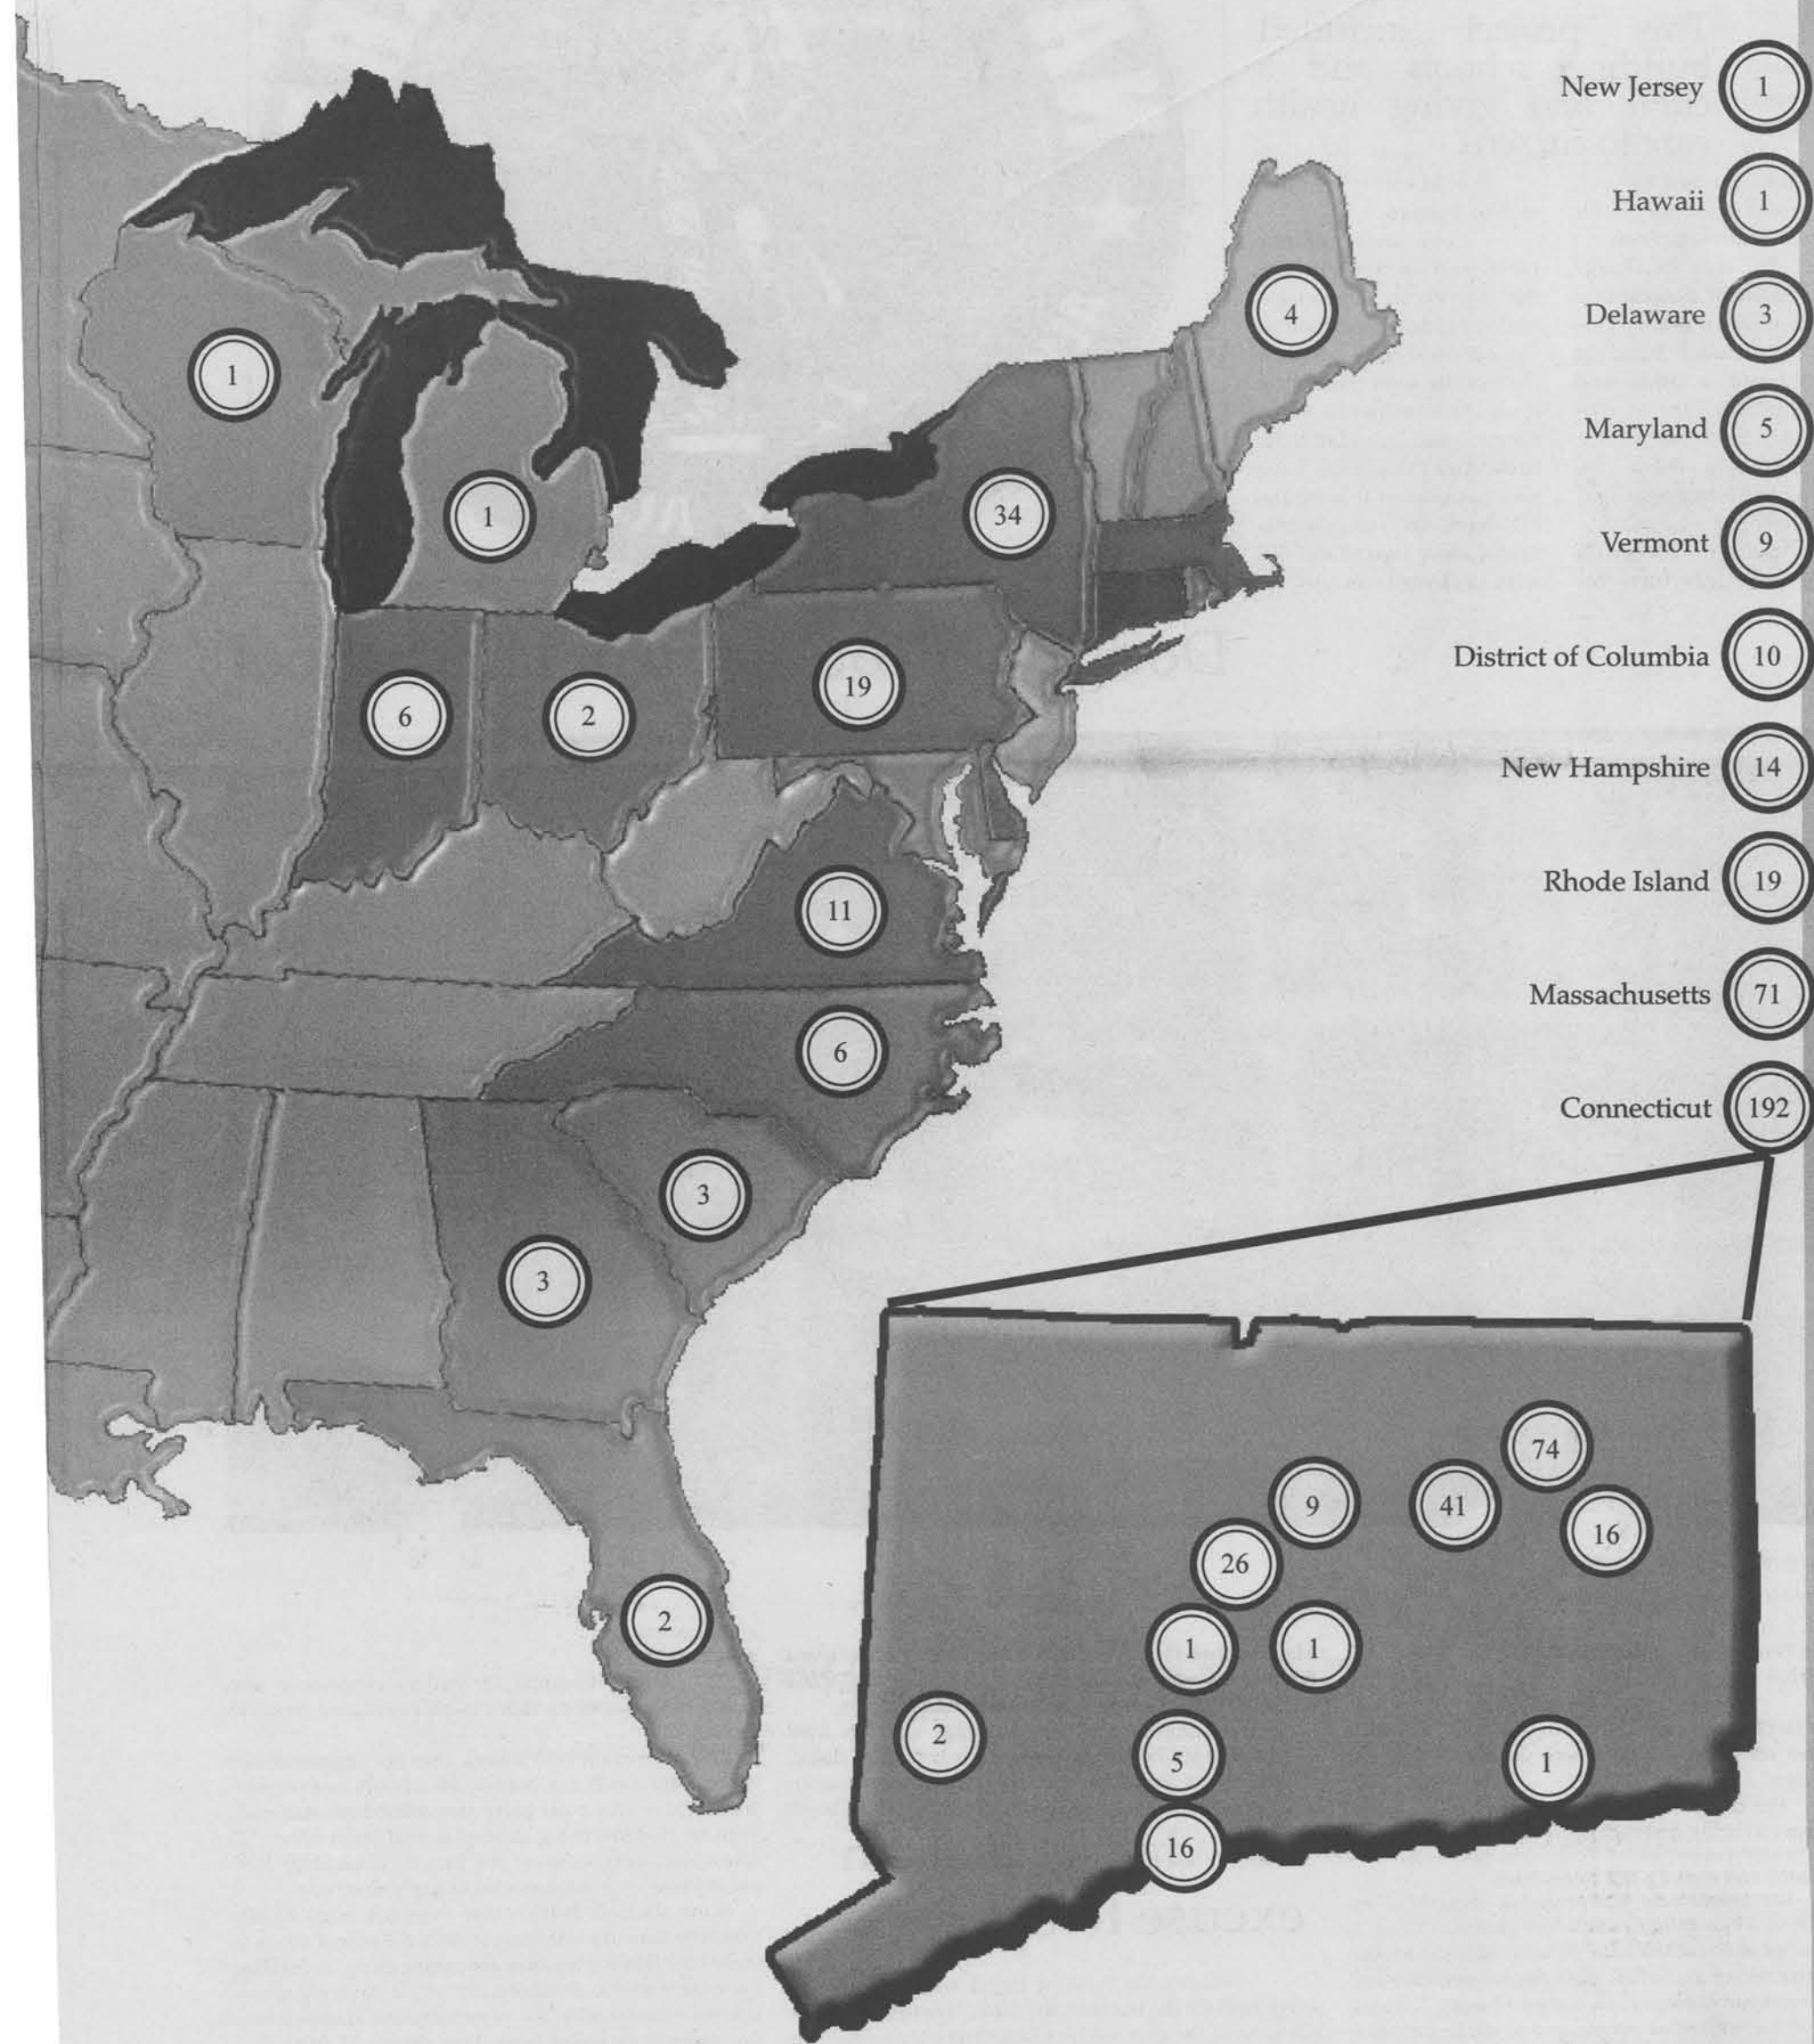 New Jersey 1
Hawaii 1
Delaware 3
Maryland 5
Vermont 9
District of Columbia 10
New Hampshire 14
Rhode Island 19
Massachusetts 71
Connecticut 192
4
1
1
34
6
2
19
11
6
3
3
2
74
9
41
16
26
1
1
2
5
1
16